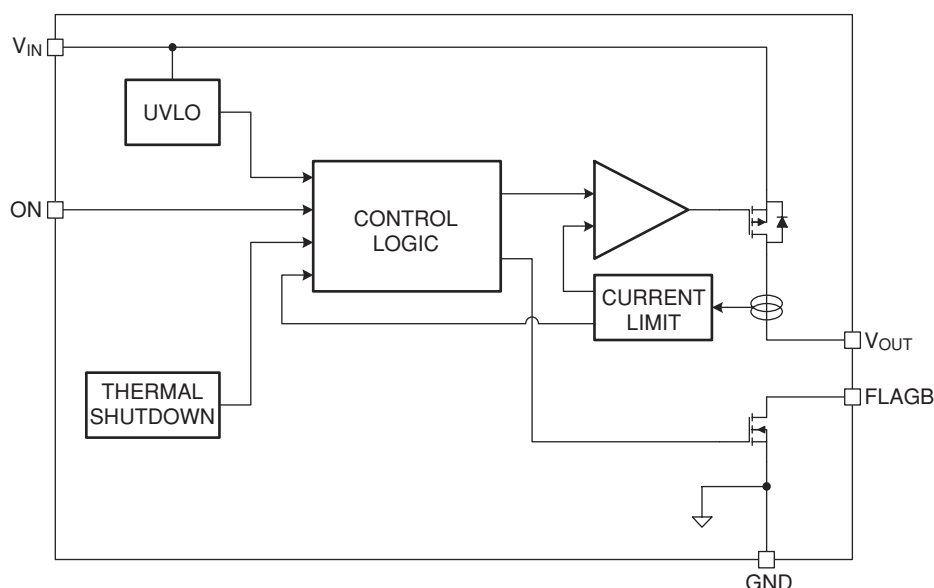 VIN
UVLO
ON
CONTROL
LOGIC
CURRENT
LIMIT
VOUT
THERMAL
SHUTDOWN
FLAGB
GND